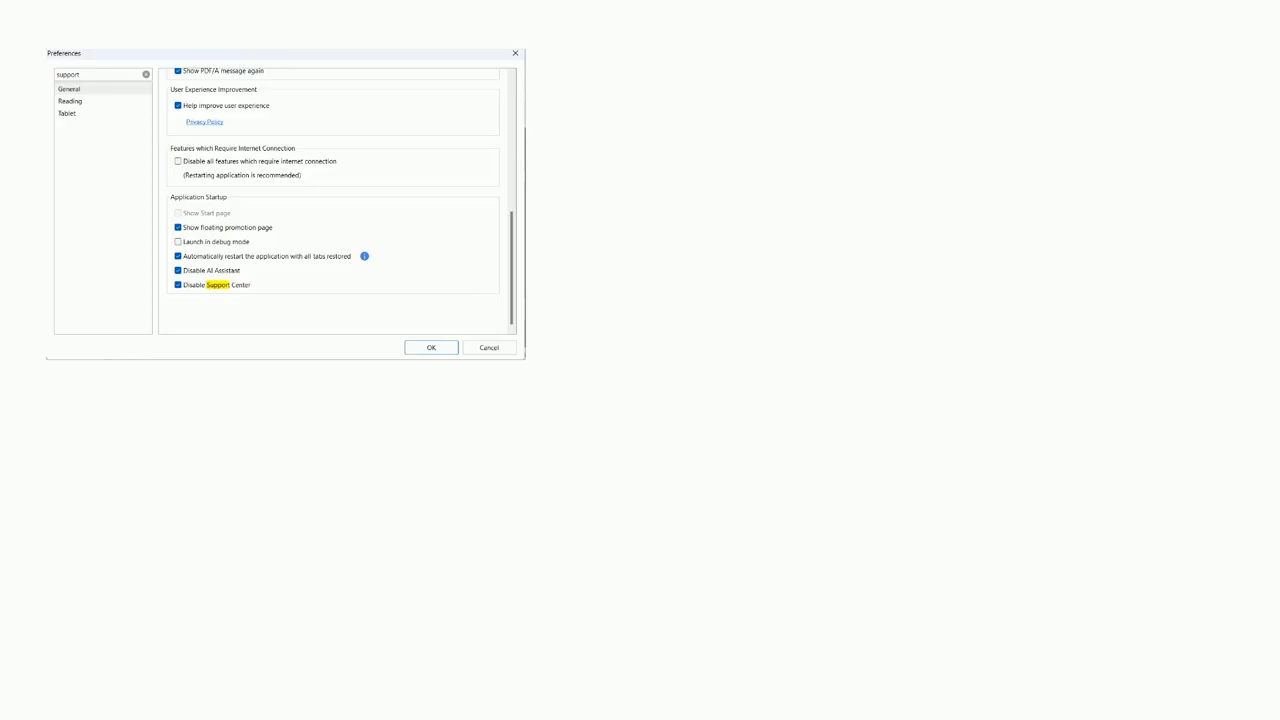 Preferences
support
General
Reading
Tablet
Show PDF/A message again
User Experience Improvement
Help improve user experience
Privacy Policy
Features which Require Internet Connection
Disable all features which require internet connection
(Restarting application is recommended)
Application Startup
Show Start page
Show floating promotion page
Launch in debug mode
Automatically restart the application with all tabs restored
Disable AI Assistant
Disable Support Center
OK
Cancel